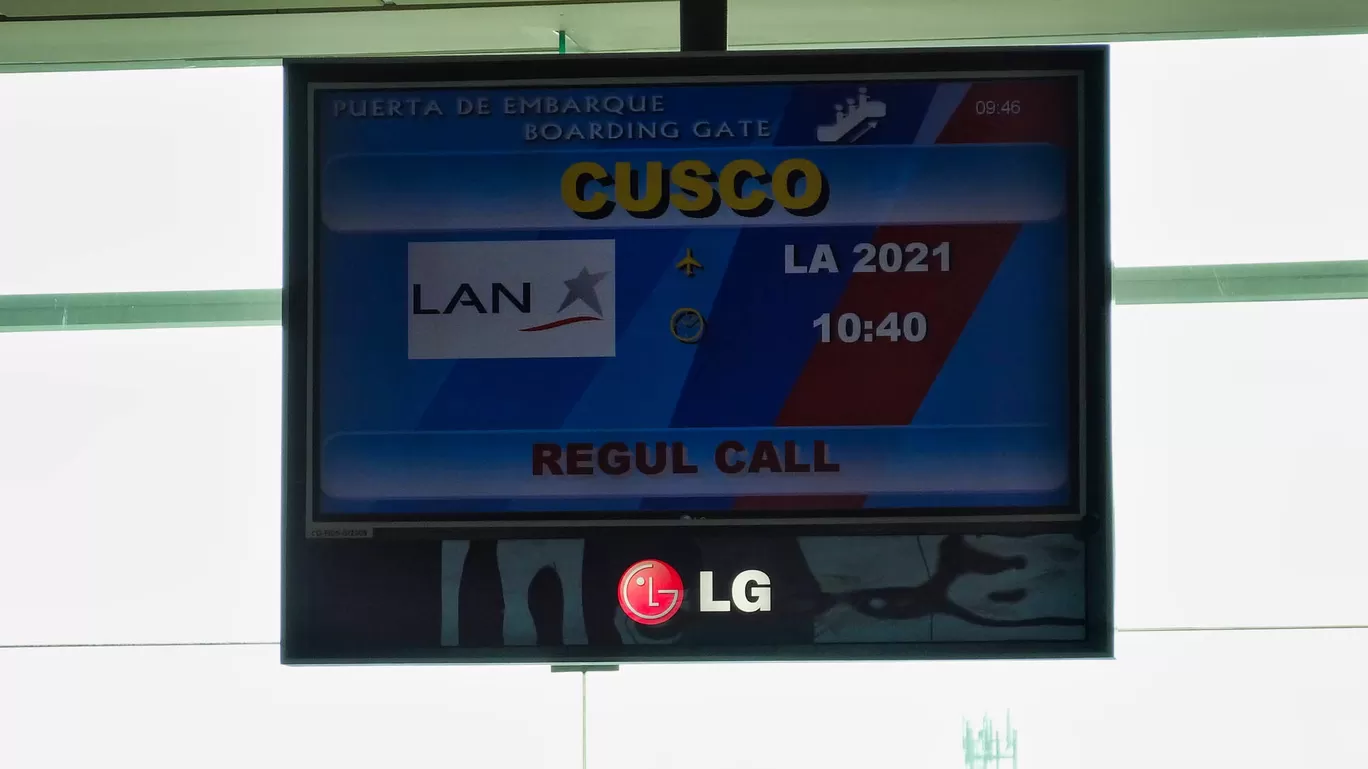 PUERTA DE EMBARQUE
BOARDING GATE
09:46
CUSCO
LAN
LA 2021
10:40
REGUL CALL
LG